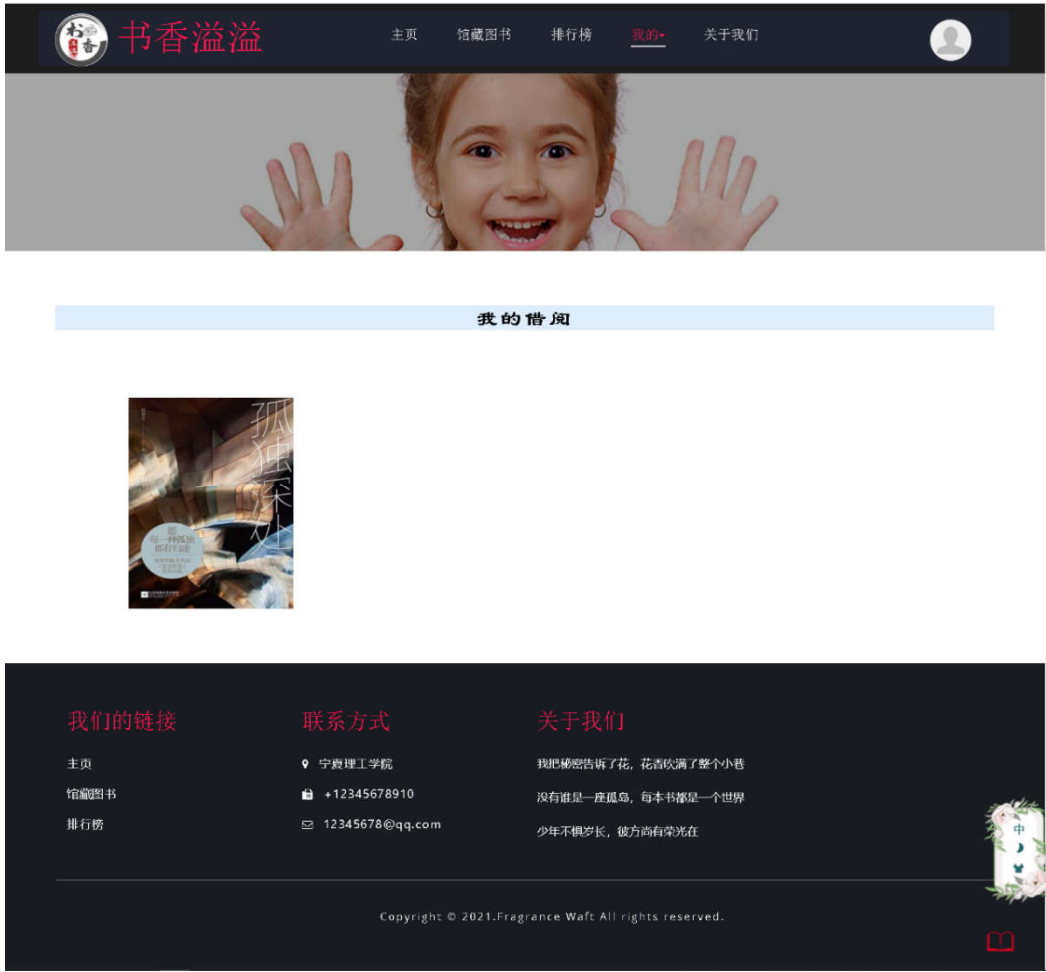 书香溢溢
主页 馆藏图书 排行榜 我的 关于我们
我的借阅
孤独深处
每一种孤独
我们的链接
主页
馆藏图书
排行榜
联系方式
宁夏理工学院
+12345678910
12345678@qq.com
关于我们
我把秘密告诉了花，花香吹满了整个小巷
没有谁是一座孤岛，每本书都是一个世界
少年不惧岁长，彼方尚有荣光在
中
Copyright © 2021.Fragrance Waft All rights reserved.